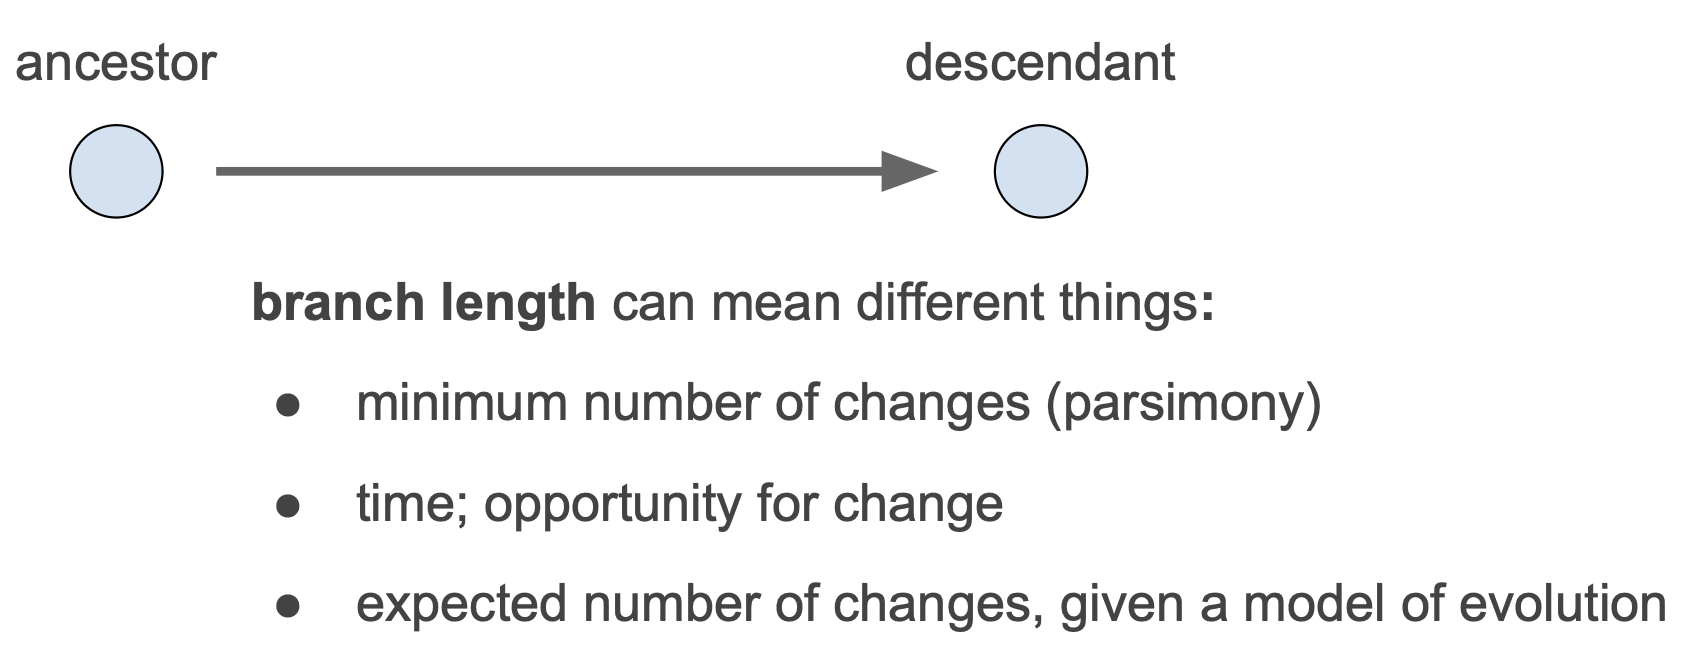 ancestor
descendant
branch length can mean different things:
● minimum number of changes (parsimony)
● time; opportunity for change
● expected number of changes, given a model of evolution